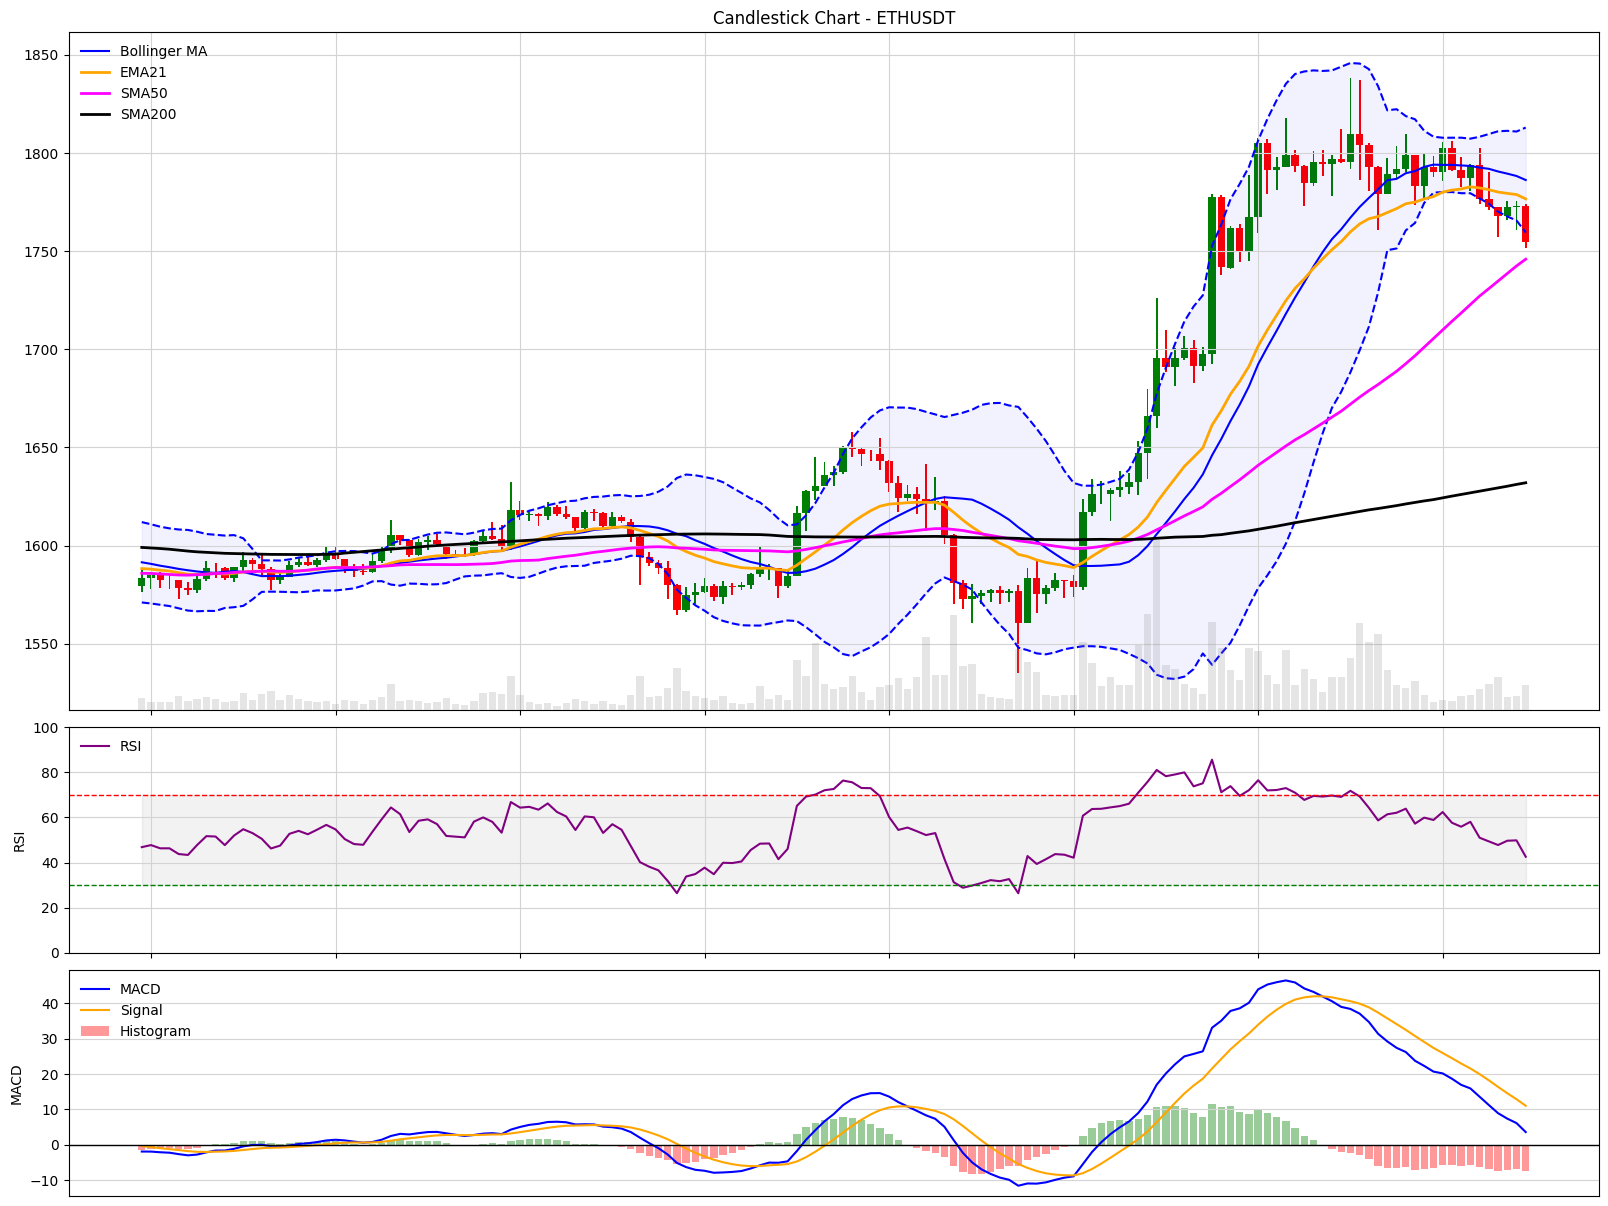 Candlestick Chart - ETHUSDT
Bollinger MA
EMA21
SMA50
SMA200
1850
1800
1750
1700
1650
1600
1550
RSI
100
80
60
40
20
0
RSI
MACD
Signal
Histogram
40
30
20
10
0
−10
MACD